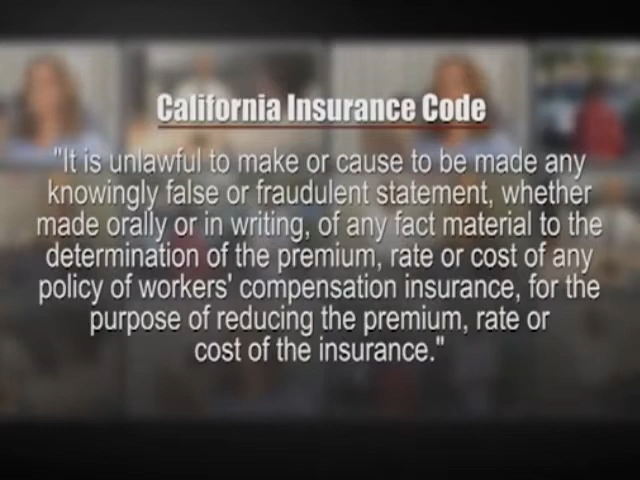 California Insurance Code
"It is unlawful to make or cause to be made any
knowingly false or fraudulent statement, whether
made orally or in writing, of any fact material to the
determination of the premium, rate or cost of any
policy of workers' compensation insurance, for the
purpose of reducing the premium, rate or
cost of the insurance."